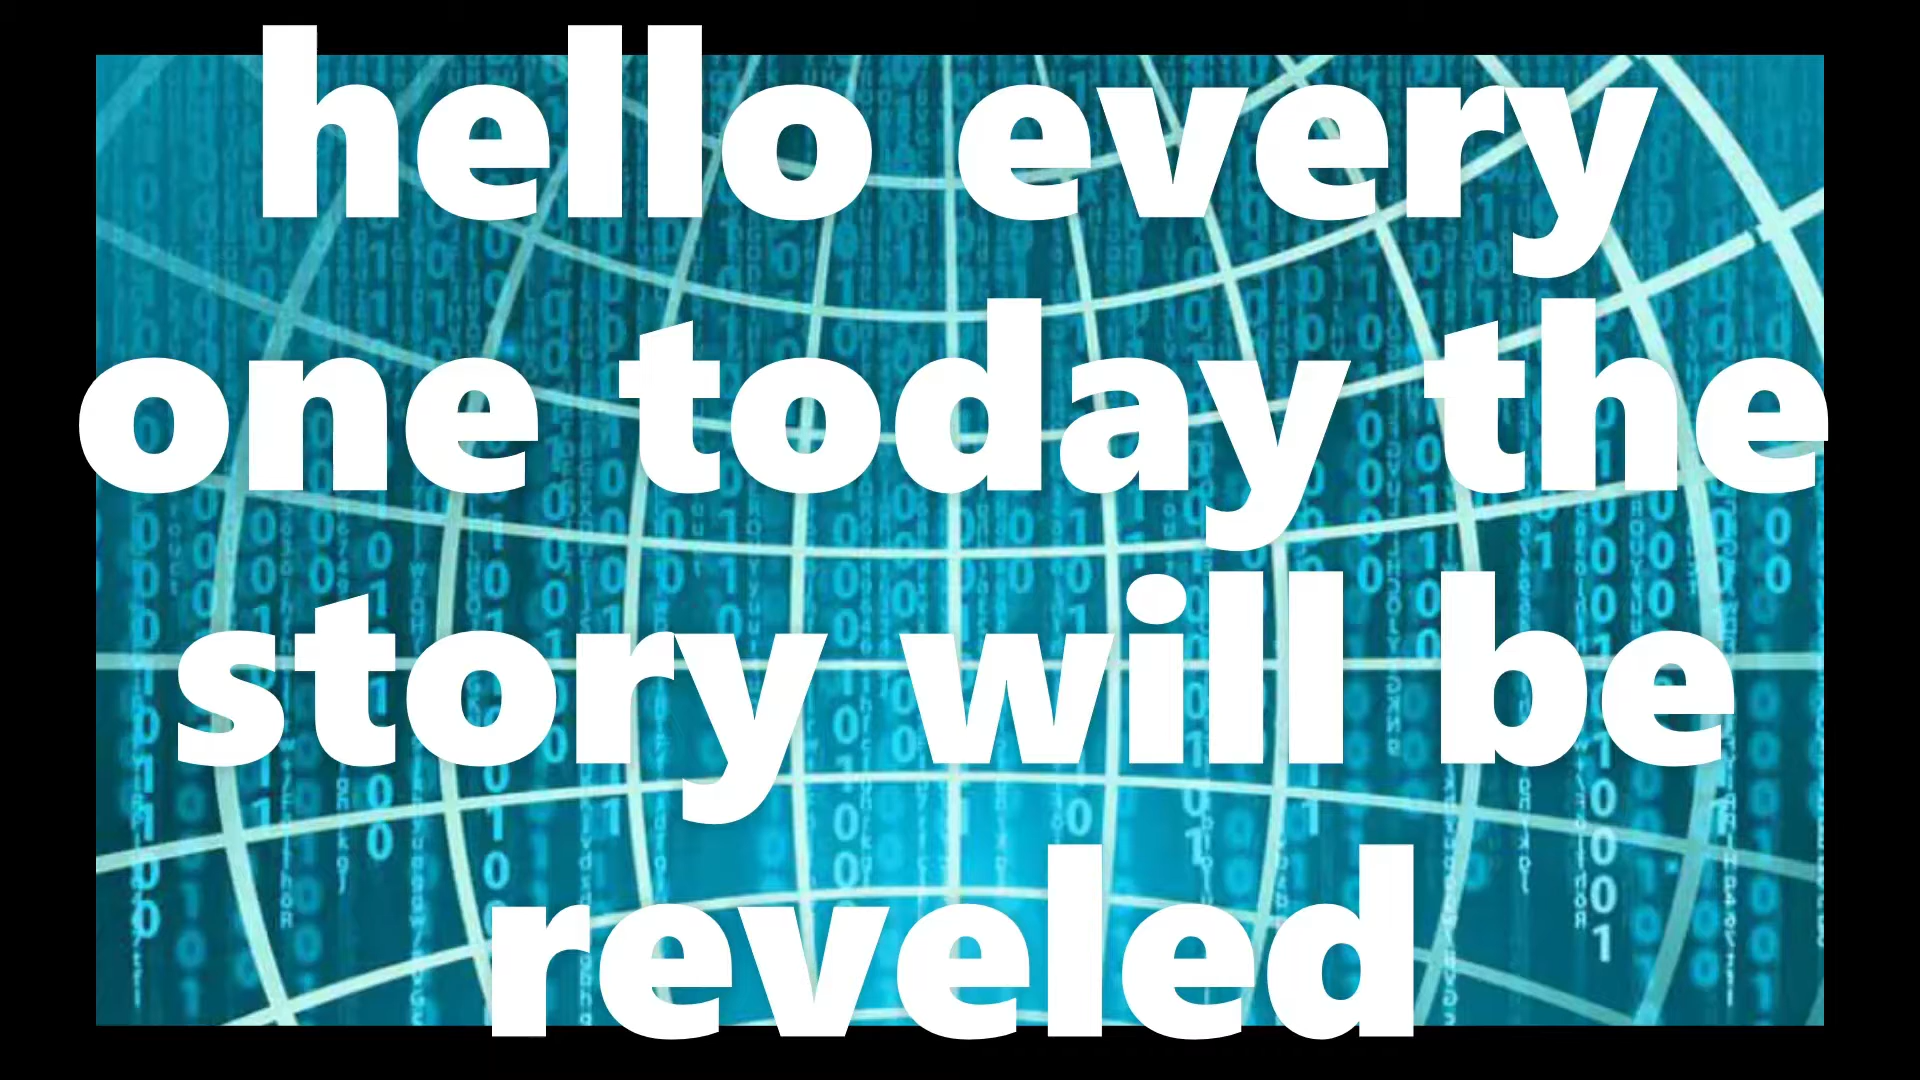 hello every
one today the
story will be
reveled